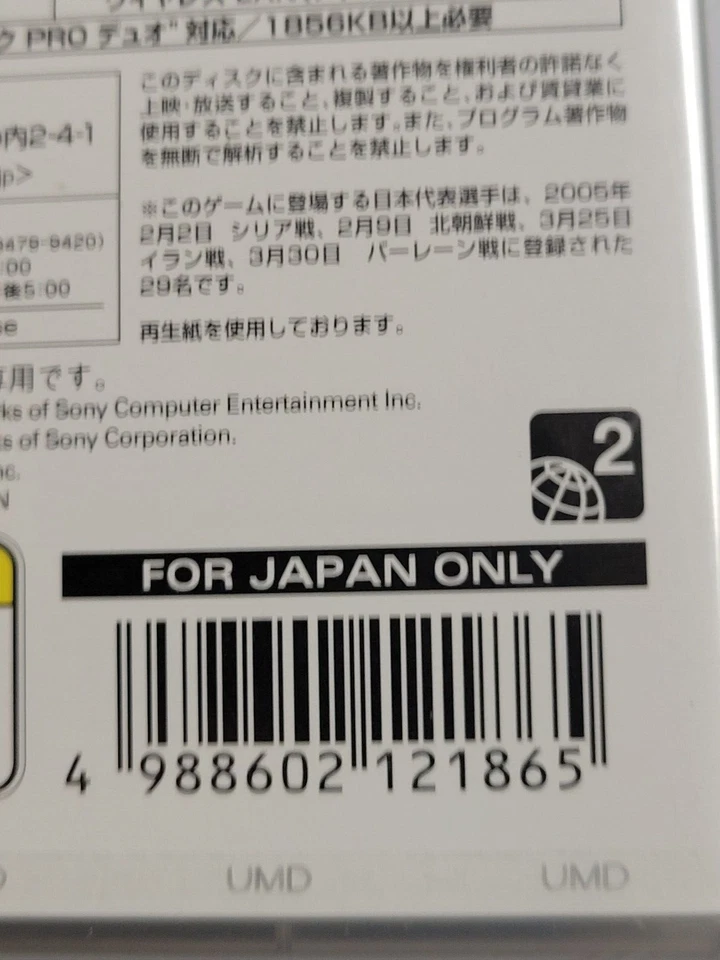 PRO デュオ" 対応／1856KB以上必要
このディスクに含まれる著作物を権利者の許諾なく
上映・放送すること、複製すること、および賃貸業に
使用することを禁止します。また、プログラム著作物
を無断で解析することを禁止します。
内2-4-1
jp>
※このゲームに登場する日本代表選手は、2005年
2月2日 シリア戦、2月9日 北朝鮮戦、3月25日
イラン戦、3月30日 バーレーン戦に登録された
29名です。
9420)
:00
後5:00
再生紙を使用しております。
専用です。
ks of Sony Computer Entertainment Inc.
s of Sony Corporation.
nc.
N
2
FOR JAPAN ONLY
4 988602 121865
UMD UMD